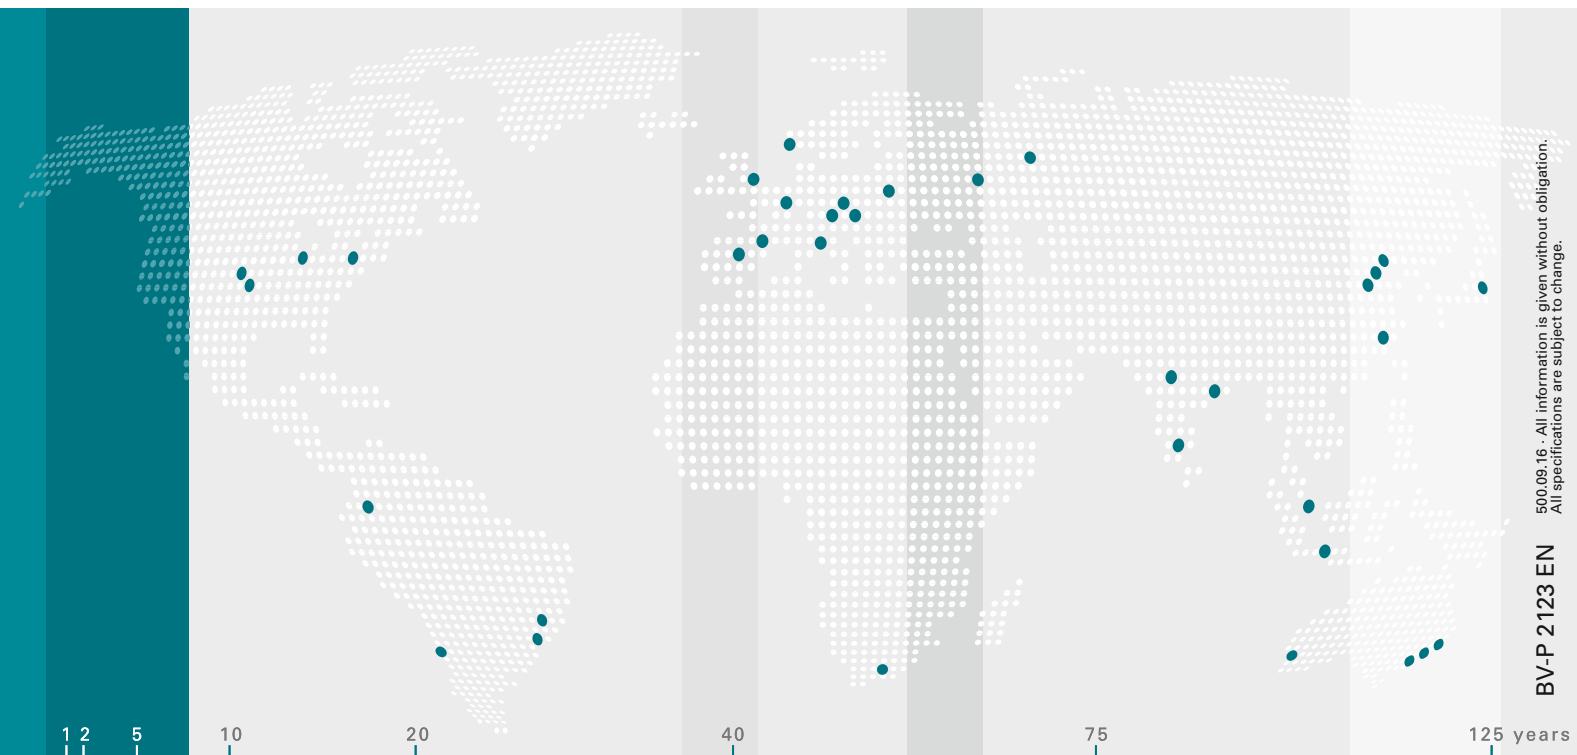 500.09.16 · All information is given without obligation.
All specifications are subject to change.
BV-P 2123 EN
1 2 5 10 20 40 75 125 years